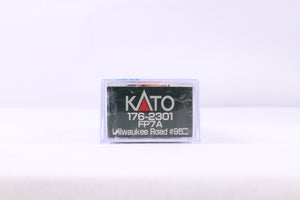 KATO
176-2301
FP7A
Milwaukee Road